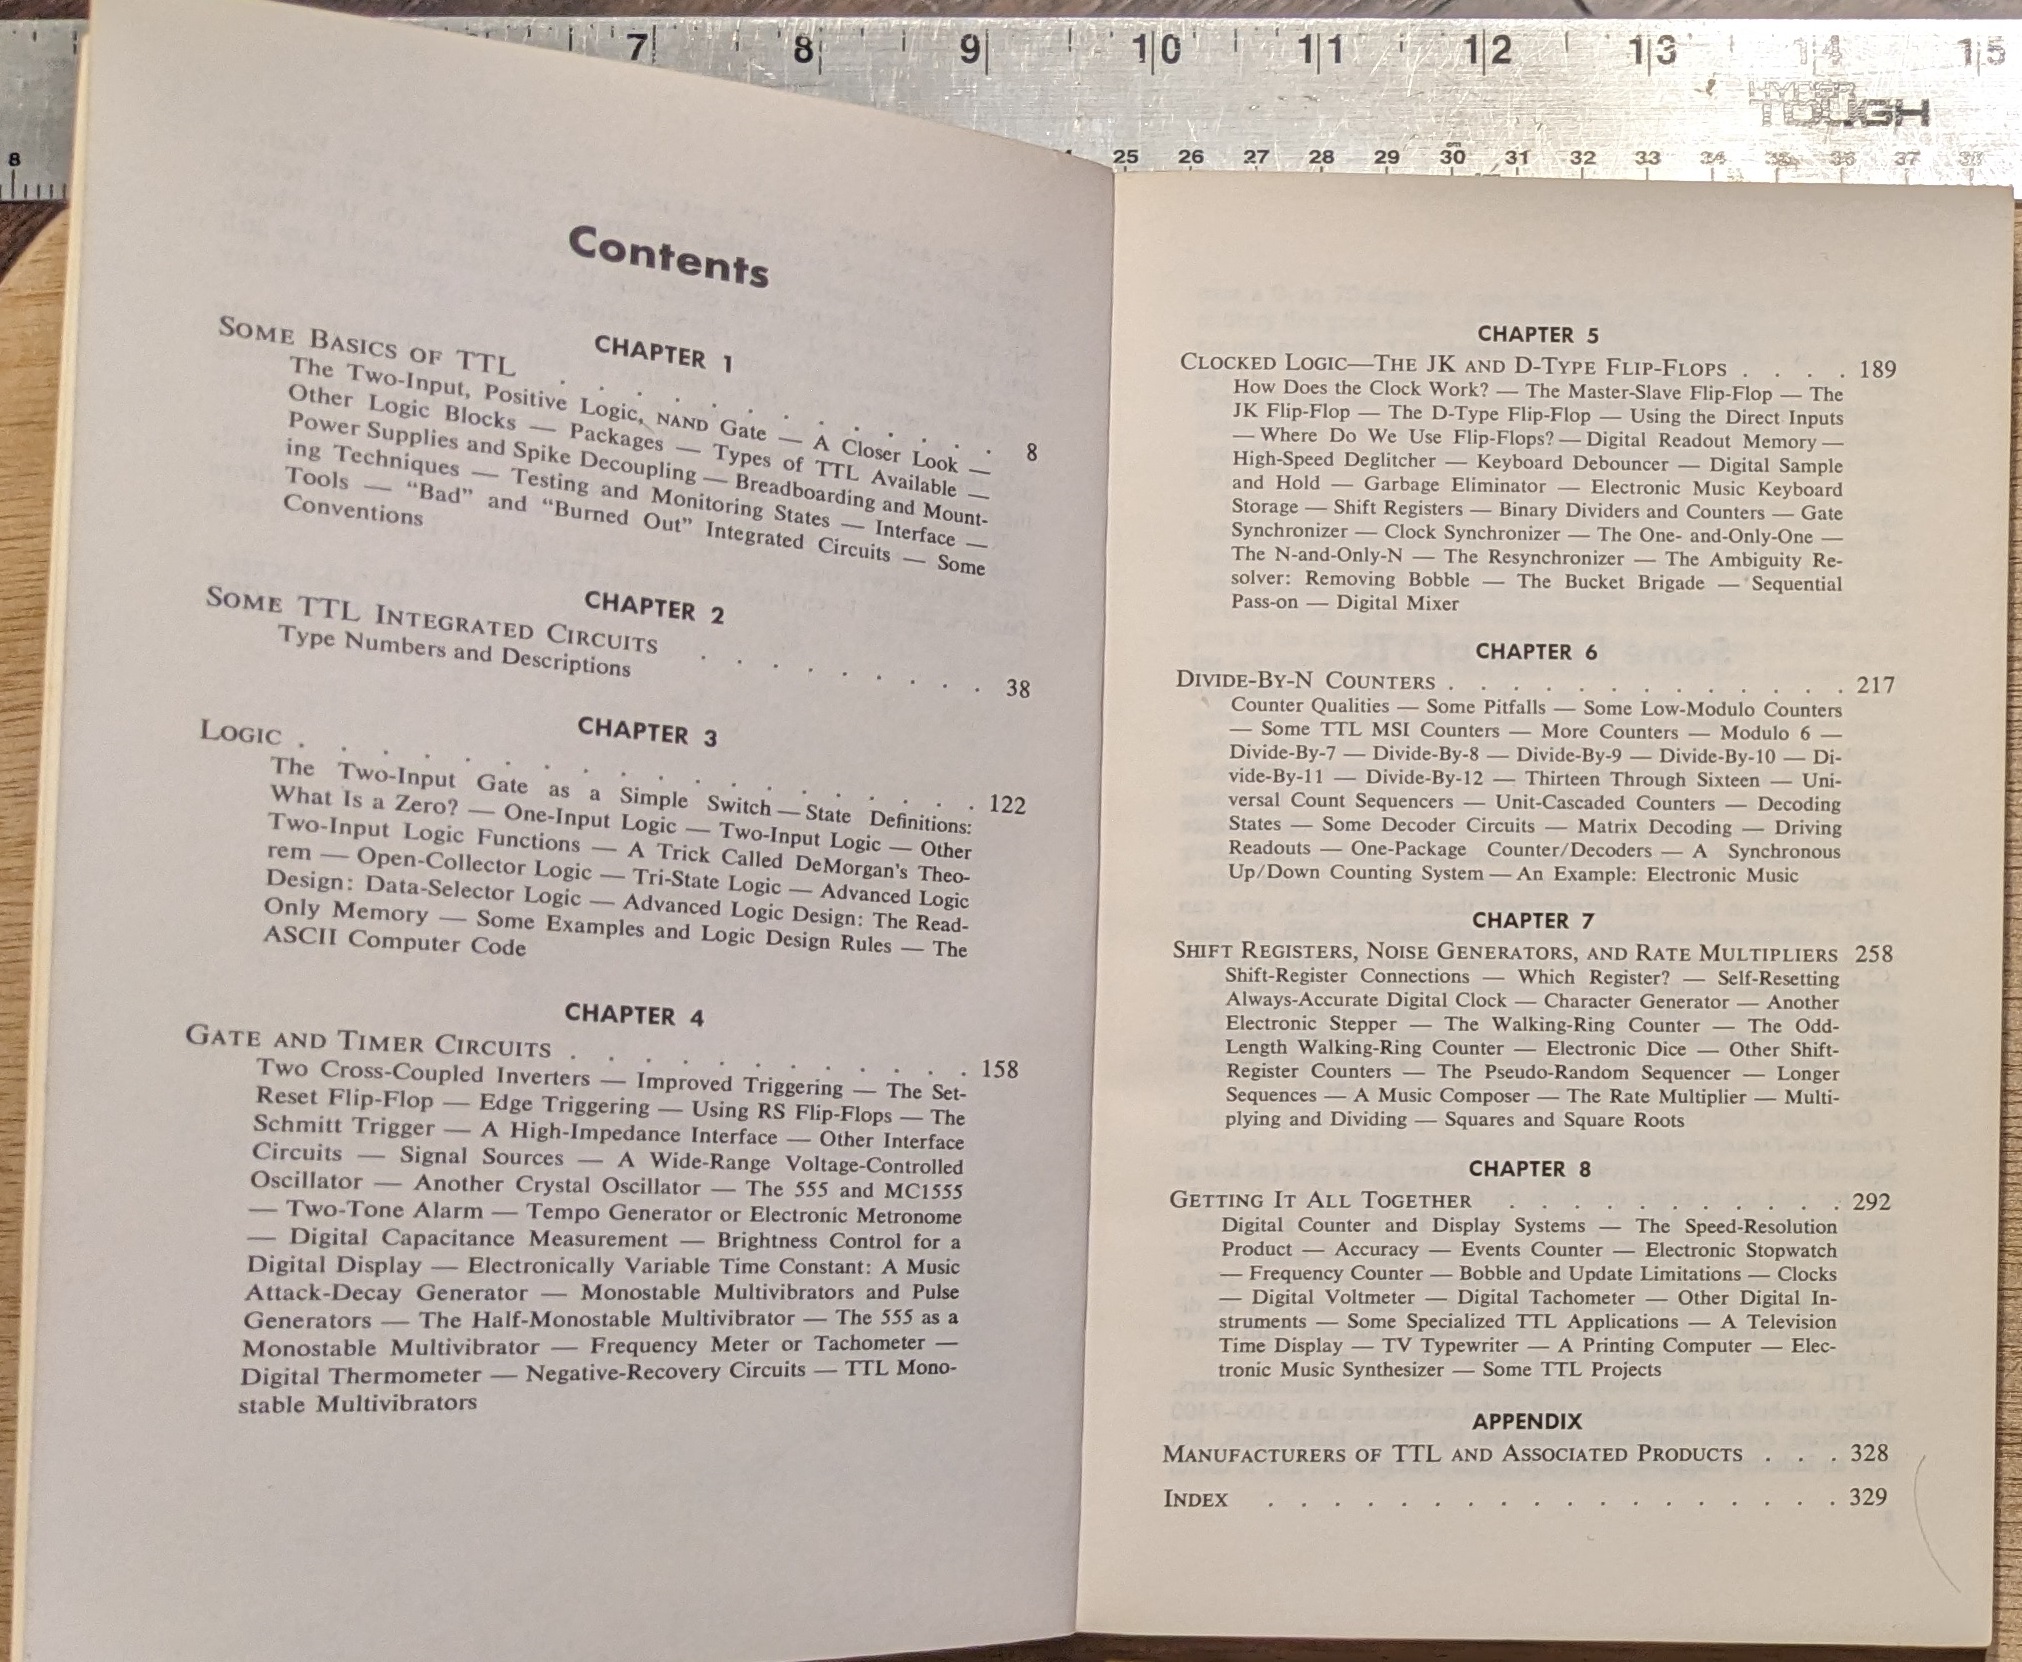 7 8 9 10 11 12 13 14 15
HYPER
TOUGH
8 25 26 27 28 29 30 31 32 33 34 35 36 37 38
cm
Contents
CHAPTER 1
SOME BASICS OF TTL . . . . . . . . . . . . . 8
The Two-Input, Positive Logic, NAND Gate — A Closer Look —
Other Logic Blocks — Packages — Types of TTL Available —
Power Supplies and Spike Decoupling — Breadboarding and Mount-
ing Techniques — Testing and Monitoring States — Interface —
Tools — “Bad” and “Burned Out” Integrated Circuits — Some
Conventions
CHAPTER 2
SOME TTL INTEGRATED CIRCUITS . . . . . . . . . 38
Type Numbers and Descriptions
CHAPTER 3
LOGIC . . . . . . . . . . . . . . . . . 122
The Two-Input Gate as a Simple Switch — State Definitions:
What Is a Zero? — One-Input Logic — Two-Input Logic — Other
Two-Input Logic Functions — A Trick Called DeMorgan's Theo-
rem — Open-Collector Logic — Tri-State Logic — Advanced Logic
Design: Data-Selector Logic — Advanced Logic Design: The Read-
Only Memory — Some Examples and Logic Design Rules — The
ASCII Computer Code
CHAPTER 4
GATE AND TIMER CIRCUITS . . . . . . . . . . . . 158
Two Cross-Coupled Inverters — Improved Triggering — The Set-
Reset Flip-Flop — Edge Triggering — Using RS Flip-Flops — The
Schmitt Trigger — A High-Impedance Interface — Other Interface
Circuits — Signal Sources — A Wide-Range Voltage-Controlled
Oscillator — Another Crystal Oscillator — The 555 and MC1555
— Two-Tone Alarm — Tempo Generator or Electronic Metronome
— Digital Capacitance Measurement — Brightness Control for a
Digital Display — Electronically Variable Time Constant: A Music
Attack-Decay Generator — Monostable Multivibrators and Pulse
Generators — The Half-Monostable Multivibrator — The 555 as a
Monostable Multivibrator — Frequency Meter or Tachometer —
Digital Thermometer — Negative-Recovery Circuits — TTL Mono-
stable Multivibrators
CHAPTER 5
CLOCKED LOGIC—THE JK AND D-TYPE FLIP-FLOPS . . . . 189
How Does the Clock Work? — The Master-Slave Flip-Flop — The
JK Flip-Flop — The D-Type Flip-Flop — Using the Direct Inputs
— Where Do We Use Flip-Flops? — Digital Readout Memory —
High-Speed Deglitcher — Keyboard Debouncer — Digital Sample
and Hold — Garbage Eliminator — Electronic Music Keyboard
Storage — Shift Registers — Binary Dividers and Counters — Gate
Synchronizer — Clock Synchronizer — The One- and-Only-One —
The N-and-Only-N — The Resynchronizer — The Ambiguity Re-
solver: Removing Bobble — The Bucket Brigade — Sequential
Pass-on — Digital Mixer
CHAPTER 6
DIVIDE-BY-N COUNTERS . . . . . . . . . . . . . 217
Counter Qualities — Some Pitfalls — Some Low-Modulo Counters
— Some TTL MSI Counters — More Counters — Modulo 6 —
Divide-By-7 — Divide-By-8 — Divide-By-9 — Divide-By-10 — Di-
vide-By-11 — Divide-By-12 — Thirteen Through Sixteen — Uni-
versal Count Sequencers — Unit-Cascaded Counters — Decoding
States — Some Decoder Circuits — Matrix Decoding — Driving
Readouts — One-Package Counter/Decoders — A Synchronous
Up/Down Counting System — An Example: Electronic Music
CHAPTER 7
SHIFT REGISTERS, NOISE GENERATORS, AND RATE MULTIPLIERS 258
Shift-Register Connections — Which Register? — Self-Resetting
Always-Accurate Digital Clock — Character Generator — Another
Electronic Stepper — The Walking-Ring Counter — The Odd-
Length Walking-Ring Counter — Electronic Dice — Other Shift-
Register Counters — The Pseudo-Random Sequencer — Longer
Sequences — A Music Composer — The Rate Multiplier — Multi-
plying and Dividing — Squares and Square Roots
CHAPTER 8
GETTING IT ALL TOGETHER . . . . . . . . . . . 292
Digital Counter and Display Systems — The Speed-Resolution
Product — Accuracy — Events Counter — Electronic Stopwatch
— Frequency Counter — Bobble and Update Limitations — Clocks
— Digital Voltmeter — Digital Tachometer — Other Digital In-
struments — Some Specialized TTL Applications — A Television
Time Display — TV Typewriter — A Printing Computer — Elec-
tronic Music Synthesizer — Some TTL Projects
APPENDIX
MANUFACTURERS OF TTL AND ASSOCIATED PRODUCTS . . . 328
INDEX . . . . . . . . . . . . . . . . . . 329